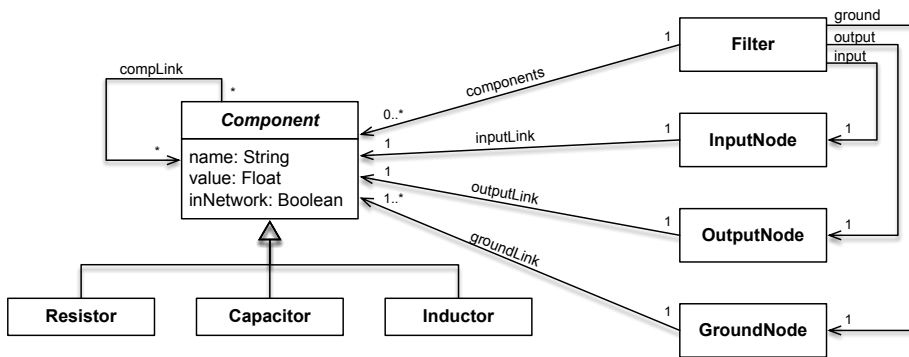 ground
Filter
output
input
1
compLink
*
*
components
0..*
Component
name: String
value: Float
inNetwork: Boolean
1
inputLink
1
InputNode
1
1
outputLink
1
OutputNode
1
1..*
groundLink
1
GroundNode
1
Resistor
Capacitor
Inductor